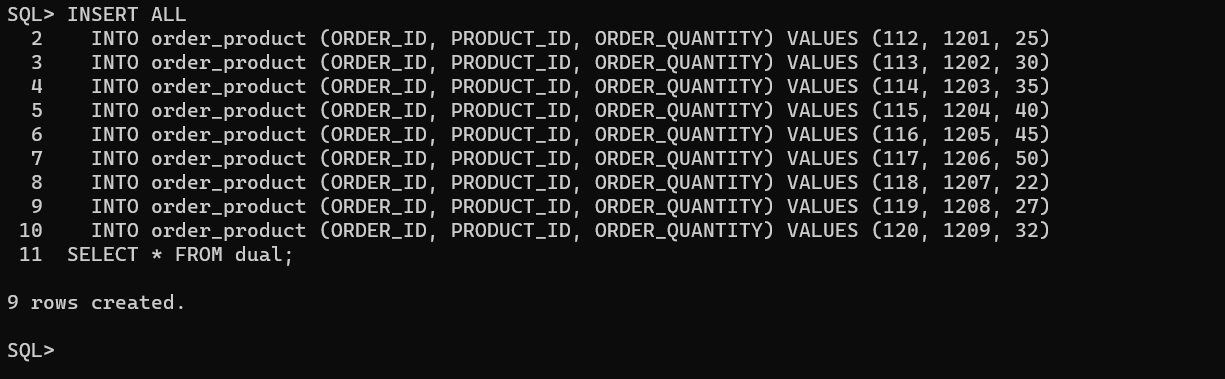 SQL> INSERT ALL
  2    INTO order_product (ORDER_ID, PRODUCT_ID, ORDER_QUANTITY) VALUES (112, 1201, 25)
  3    INTO order_product (ORDER_ID, PRODUCT_ID, ORDER_QUANTITY) VALUES (113, 1202, 30)
  4    INTO order_product (ORDER_ID, PRODUCT_ID, ORDER_QUANTITY) VALUES (114, 1203, 35)
  5    INTO order_product (ORDER_ID, PRODUCT_ID, ORDER_QUANTITY) VALUES (115, 1204, 40)
  6    INTO order_product (ORDER_ID, PRODUCT_ID, ORDER_QUANTITY) VALUES (116, 1205, 45)
  7    INTO order_product (ORDER_ID, PRODUCT_ID, ORDER_QUANTITY) VALUES (117, 1206, 50)
  8    INTO order_product (ORDER_ID, PRODUCT_ID, ORDER_QUANTITY) VALUES (118, 1207, 22)
  9    INTO order_product (ORDER_ID, PRODUCT_ID, ORDER_QUANTITY) VALUES (119, 1208, 27)
 10    INTO order_product (ORDER_ID, PRODUCT_ID, ORDER_QUANTITY) VALUES (120, 1209, 32)
 11  SELECT * FROM dual;
9 rows created.
SQL>